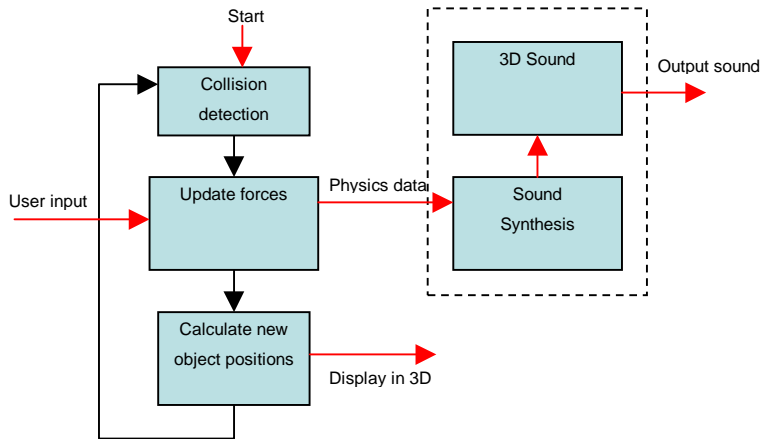 Start
Collision
detection
3D Sound
Output sound
User input
Update forces
Physics data
Sound
Synthesis
Calculate new
object positions
Display in 3D